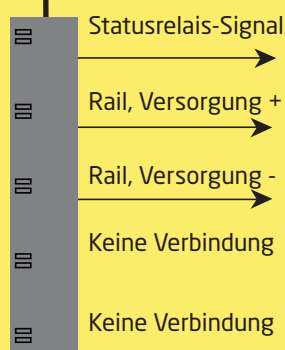 Statusrelais-Signal
Rail, Versorgung +
Rail, Versorgung -
Keine Verbindung
Keine Verbindung